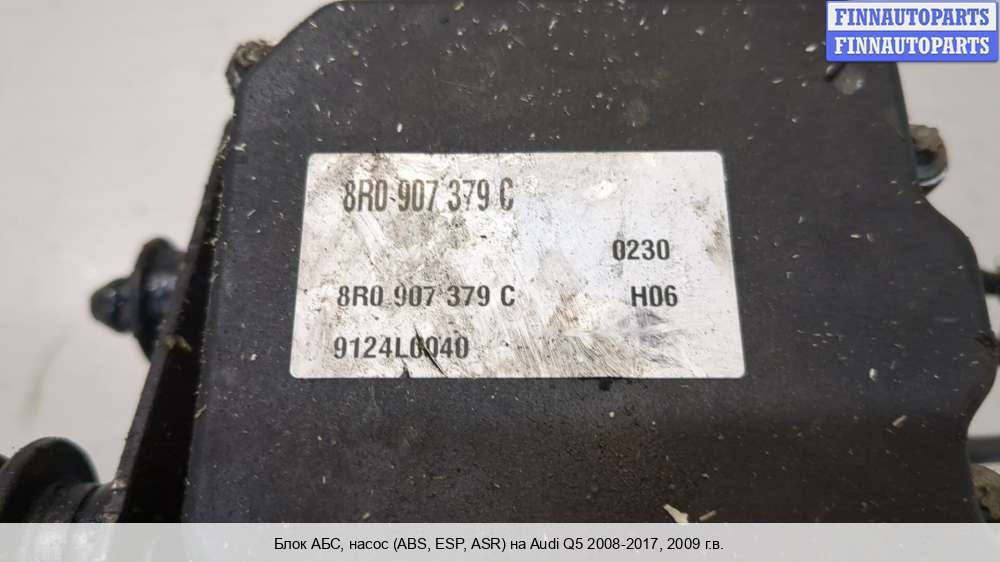 FINNAUTOPARTS
FINNAUTOPARTS
8R0 907 379 C
0230
8R0 907 379 C H06
9124L0040
Блок АБС, насос (ABS, ESP, ASR) на Audi Q5 2008-2017, 2009 г.в.